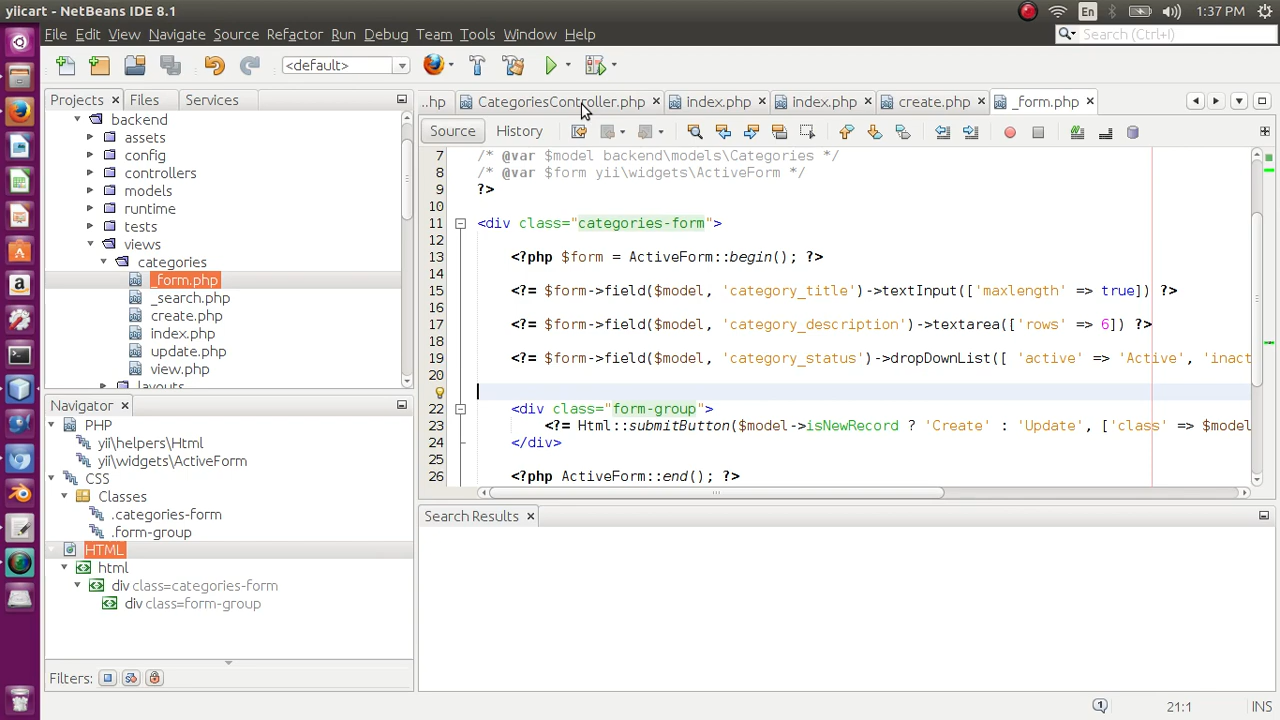 yiicart - NetBeans IDE 8.1
En
1:37 PM
File Edit View Navigate Source Refactor Run Debug Team Tools Window Help
Search (Ctrl+I)
<default>
Projects Files Services
..hp CategoriesController.php index.php index.php create.php _form.php
Source History
backend
assets
config
controllers
models
runtime
tests
views
categories
_form.php
_search.php
create.php
index.php
update.php
view.php
layouts
7 /* @var $model backend\models\Categories */
8 /* @var $form yii\widgets\ActiveForm */
9 ?>
10
11 <div class="categories-form">
12
13 <?php $form = ActiveForm::begin(); ?>
14
15 <?= $form->field($model, 'category_title')->textInput(['maxlength' => true]) ?>
16
17 <?= $form->field($model, 'category_description')->textarea(['rows' => 6]) ?>
18
19 <?= $form->field($model, 'category_status')->dropDownList([ 'active' => 'Active', 'inact
20
22 <div class="form-group">
23 <?= Html::submitButton($model->isNewRecord ? 'Create' : 'Update', ['class' => $model
24 </div>
25
26 <?php ActiveForm::end(); ?>
Navigator
PHP
yii\helpers\Html
yii\widgets\ActiveForm
CSS
Classes
.categories-form
.form-group
HTML
html
div class=categories-form
div class=form-group
Filters:
Search Results
1
21:1
INS